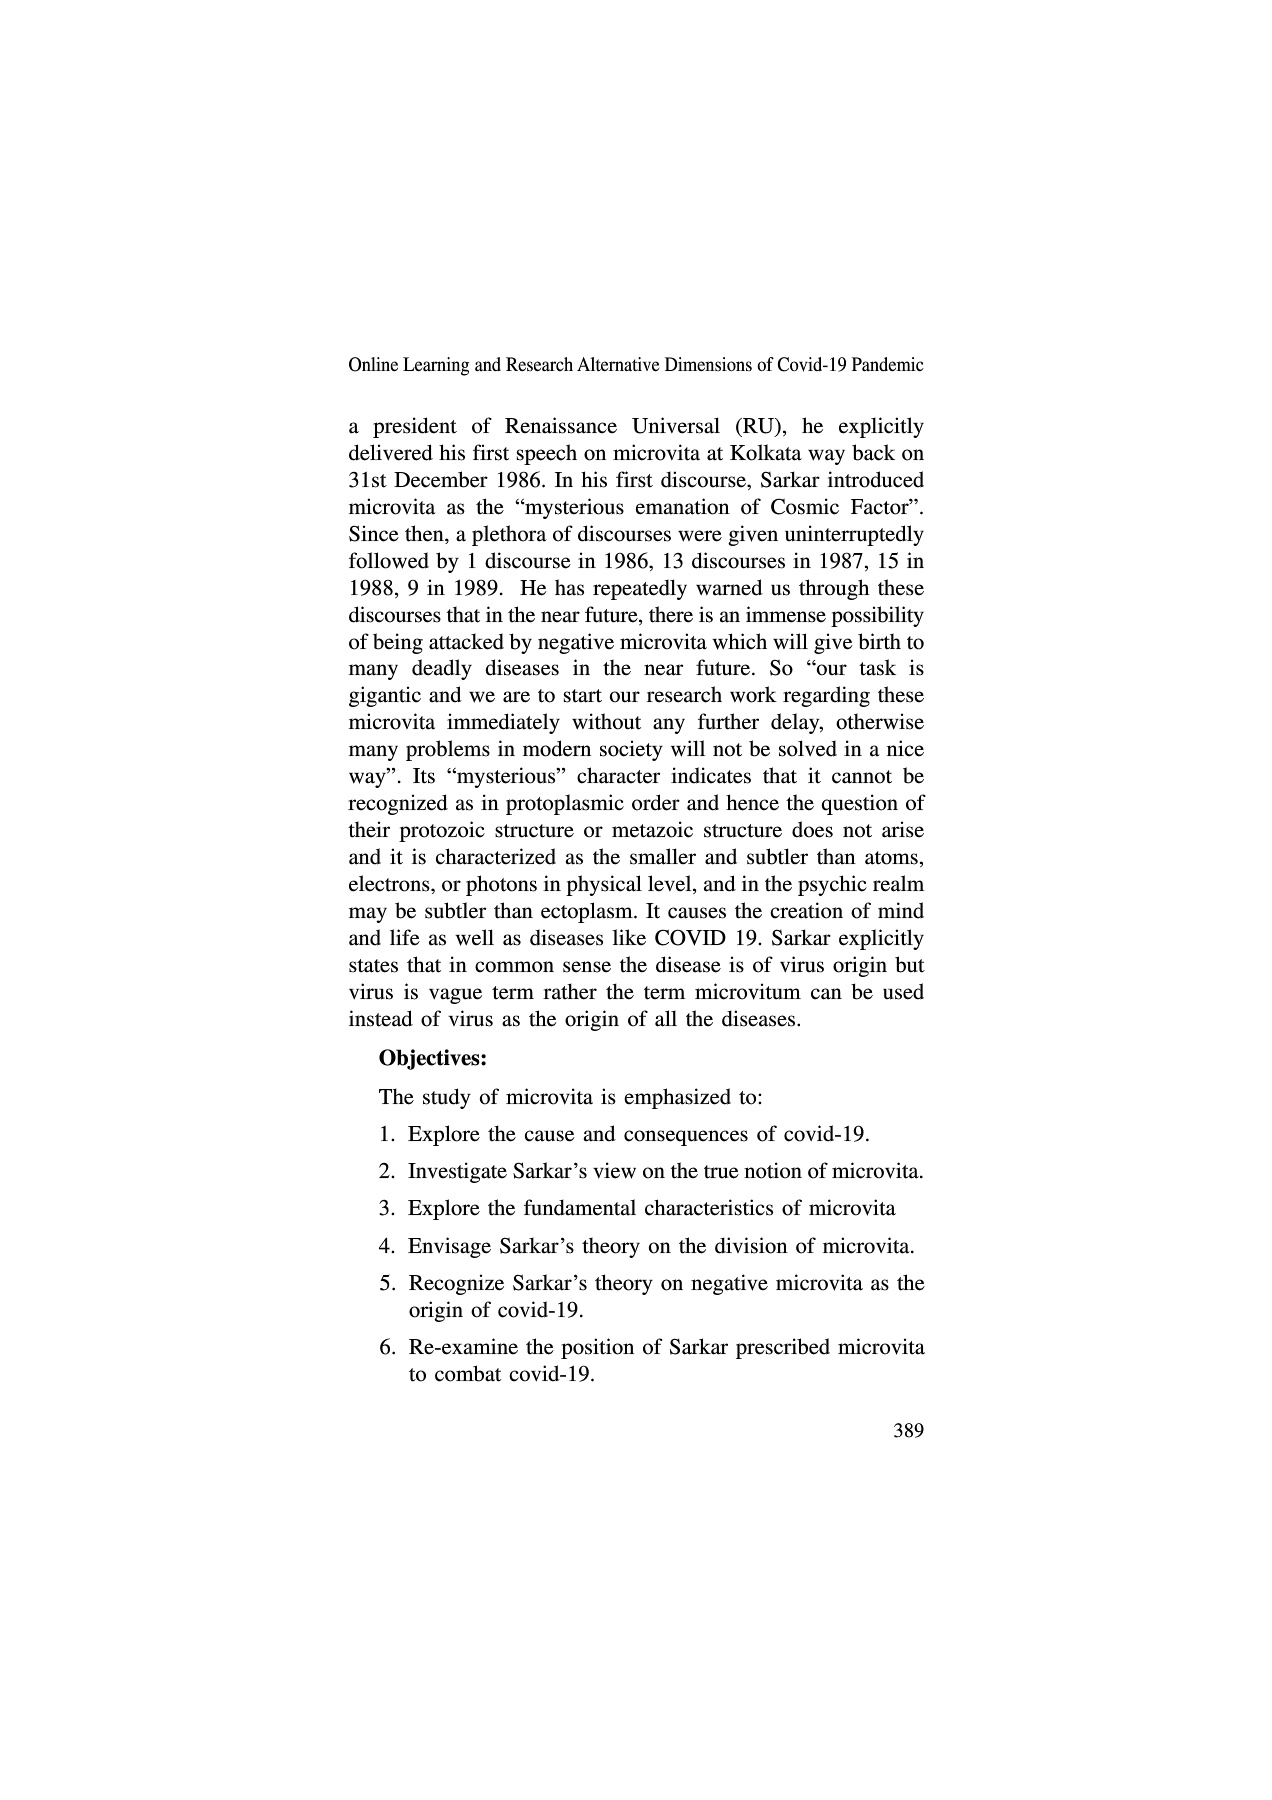 Online Learning and Research Alternative Dimensions of Covid-19 Pandemic
a president of Renaissance Universal (RU), he explicitly
delivered his first speech on microvita at Kolkata way back on
31st December 1986. In his first discourse, Sarkar introduced
microvita as the “mysterious emanation of Cosmic Factor”.
Since then, a plethora of discourses were given uninterruptedly
followed by 1 discourse in 1986, 13 discourses in 1987, 15 in
1988, 9 in 1989.  He has repeatedly warned us through these
discourses that in the near future, there is an immense possibility
of being attacked by negative microvita which will give birth to
many deadly diseases in the near future. So “our task is
gigantic and we are to start our research work regarding these
microvita immediately without any further delay, otherwise
many problems in modern society will not be solved in a nice
way”. Its “mysterious” character indicates that it cannot be
recognized as in protoplasmic order and hence the question of
their protozoic structure or metazoic structure does not arise
and it is characterized as the smaller and subtler than atoms,
electrons, or photons in physical level, and in the psychic realm
may be subtler than ectoplasm. It causes the creation of mind
and life as well as diseases like COVID 19. Sarkar explicitly
states that in common sense the disease is of virus origin but
virus is vague term rather the term microvitum can be used
instead of virus as the origin of all the diseases.
Objectives:
The study of microvita is emphasized to:
1. Explore the cause and consequences of covid-19.
2. Investigate Sarkar’s view on the true notion of microvita.
3. Explore the fundamental characteristics of microvita
4. Envisage Sarkar’s theory on the division of microvita.
5. Recognize Sarkar’s theory on negative microvita as the
origin of covid-19.
6. Re-examine the position of Sarkar prescribed microvita
to combat covid-19.
389